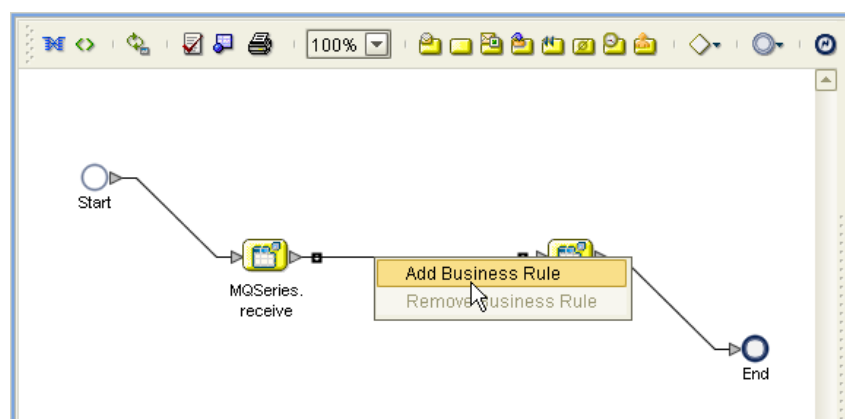 100%
Start
Add Business Rule
Remove Business Rule
MQSeries.
receive
End